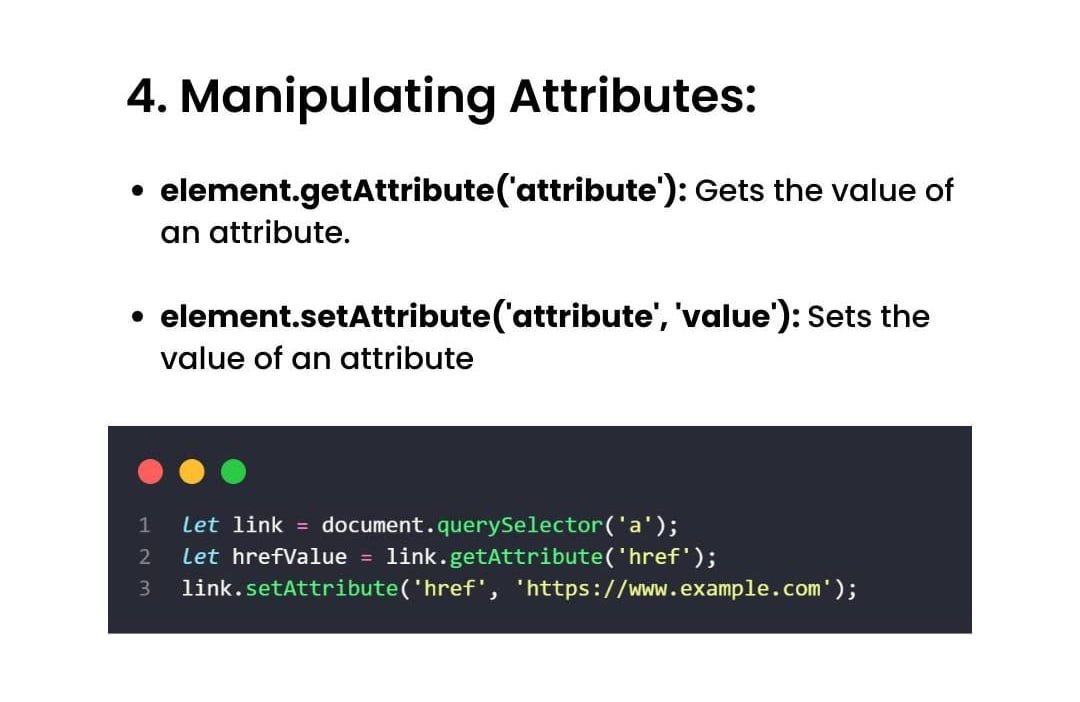 4. Manipulating Attributes:
• element.getAttribute('attribute'): Gets the value of
an attribute.
• element.setAttribute('attribute', 'value'): Sets the
value of an attribute
1 let link = document.querySelector('a');
2 let hrefValue = link.getAttribute('href');
3 link.setAttribute('href', 'https://www.example.com');